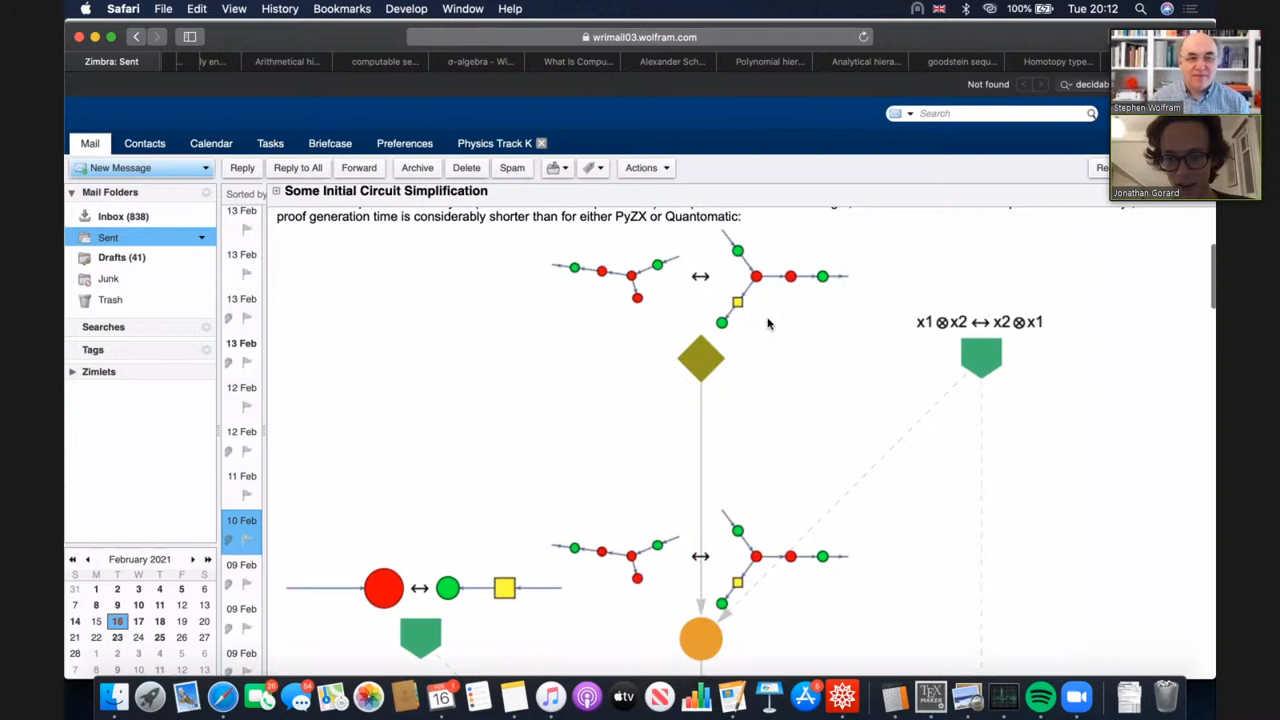 Safari File Edit View History Bookmarks Develop Window Help
100% Tue 20:12
wrimail03.wolfram.com
Zimbra: Sent
ly en...
Arithmetical hi...
computable se...
σ-algebra - Wi...
What Is Compu...
Alexander Sch...
Polynomial hier...
Analytical hiera...
goodstein sequ...
Homotopy type...
Not found
decidab
Search
Mail
Contacts
Calendar
Tasks
Briefcase
Preferences
Physics Track K
New Message
Reply
Reply to All
Forward
Archive
Delete
Spam
Actions
Re
Mail Folders
Inbox (838)
Sent
Drafts (41)
Junk
Trash
Searches
Tags
Zimlets
Sorted by
13 Feb
13 Feb
13 Feb
13 Feb
12 Feb
12 Feb
11 Feb
10 Feb
09 Feb
09 Feb
09 Feb
Some Initial Circuit Simplification
proof generation time is considerably shorter than for either PyZX or Quantomatic:
x1⊗x2 ↔ x2⊗x1
February 2021
S M T W T F S
31 1 2 3 4 5 6
7 8 9 10 11 12 13
14 15 16 17 18 19 20
21 22 23 24 25 26 27
28 1 2 3 4 5 6
7 8 9 10 11 12 13
Stephen Wolfram
Jonathan Gorard